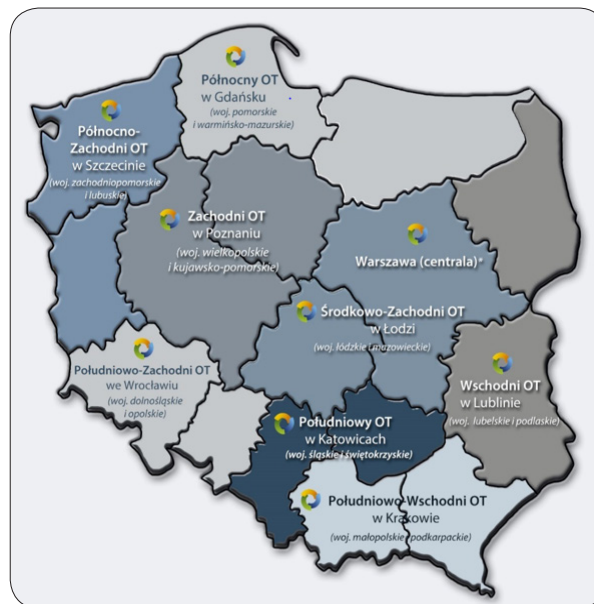 Północny OT
w Gdańsku
(woj. pomorskie
i warmińsko-mazurskie)
Północno-
Zachodni OT
w Szczecinie
(woj. zachodniopomorskie
i lubuskie)
Zachodni OT
w Poznaniu
(woj. wielkopolskie
i kujawsko-pomorskie)
Warszawa (centrala)*
Środkowo-Zachodni OT
w Łodzi
(woj. łódzkie i mazowieckie)
Południowo-Zachodni OT
we Wrocławiu
(woj. dolnośląskie
i opolskie)
Wschodni OT
w Lublinie
(woj. lubelskie i podlaskie)
Południowy OT
w Katowicach
(woj. śląskie i świętokrzyskie)
Południowo-Wschodni OT
w Krakowie
(woj. małopolskie i podkarpackie)